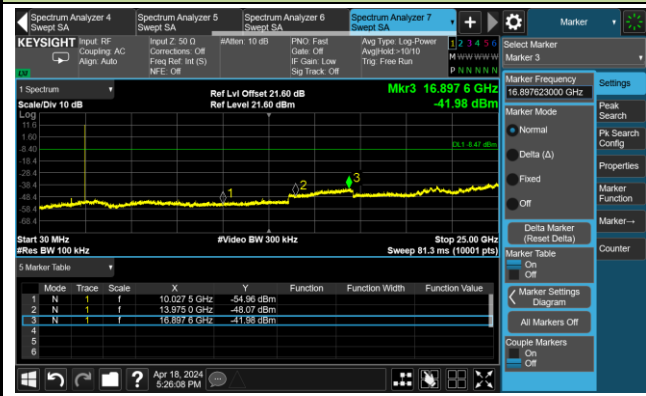 Spectrum Analyzer 4
Swept SA
Spectrum Analyzer 5
Swept SA
Spectrum Analyzer 6
Swept SA
Spectrum Analyzer 7
Swept SA
Marker
KEYSIGHT
Input: RF
Coupling: AC
Align: Auto
Input Z: 50 Ω
Corrections: Off
Freq Ref: Int (S)
NFE: Off
#Atten: 10 dB
PNO: Fast
Gate: Off
IF Gain: Low
Sig Track: Off
Avg Type: Log-Power
Avg|Hold >10/10
Trig: Free Run
1 2 3 4 5 6
M W W W W W
P N N N N N
Select Marker
Marker 3
1 Spectrum
Scale/Div 10 dB
Ref Lvl Offset 21.60 dB
Ref Level 21.60 dBm
Mkr3 16.897 6 GHz
-41.98 dBm
Log
11.6
1.60
-8.40
-18.4
-28.4
-38.4
-48.4
-58.4
-68.4
DL1 -8.47 dBm
1
2
3
Start 30 MHz
#Res BW 100 kHz
#Video BW 300 kHz
Stop 25.00 GHz
Sweep 81.3 ms (10001 pts)
5 Marker Table
Mode Trace Scale X Y Function Function Width Function Value
1 N 1 f 10.027 5 GHz -54.96 dBm
2 N 1 f 13.975 0 GHz -48.07 dBm
3 N 1 f 16.897 6 GHz -41.98 dBm
4
5
6
Marker Frequency
16.897623000 GHz
Marker Mode
Normal
Delta (Δ)
Fixed
Off
Delta Marker
(Reset Delta)
Marker Table
On
Off
Marker Settings
Diagram
All Markers Off
Couple Markers
On
Off
Settings
Peak
Search
Pk Search
Config
Properties
Marker
Function
Marker→
Counter
?
Apr 18, 2024
5:26:08 PM